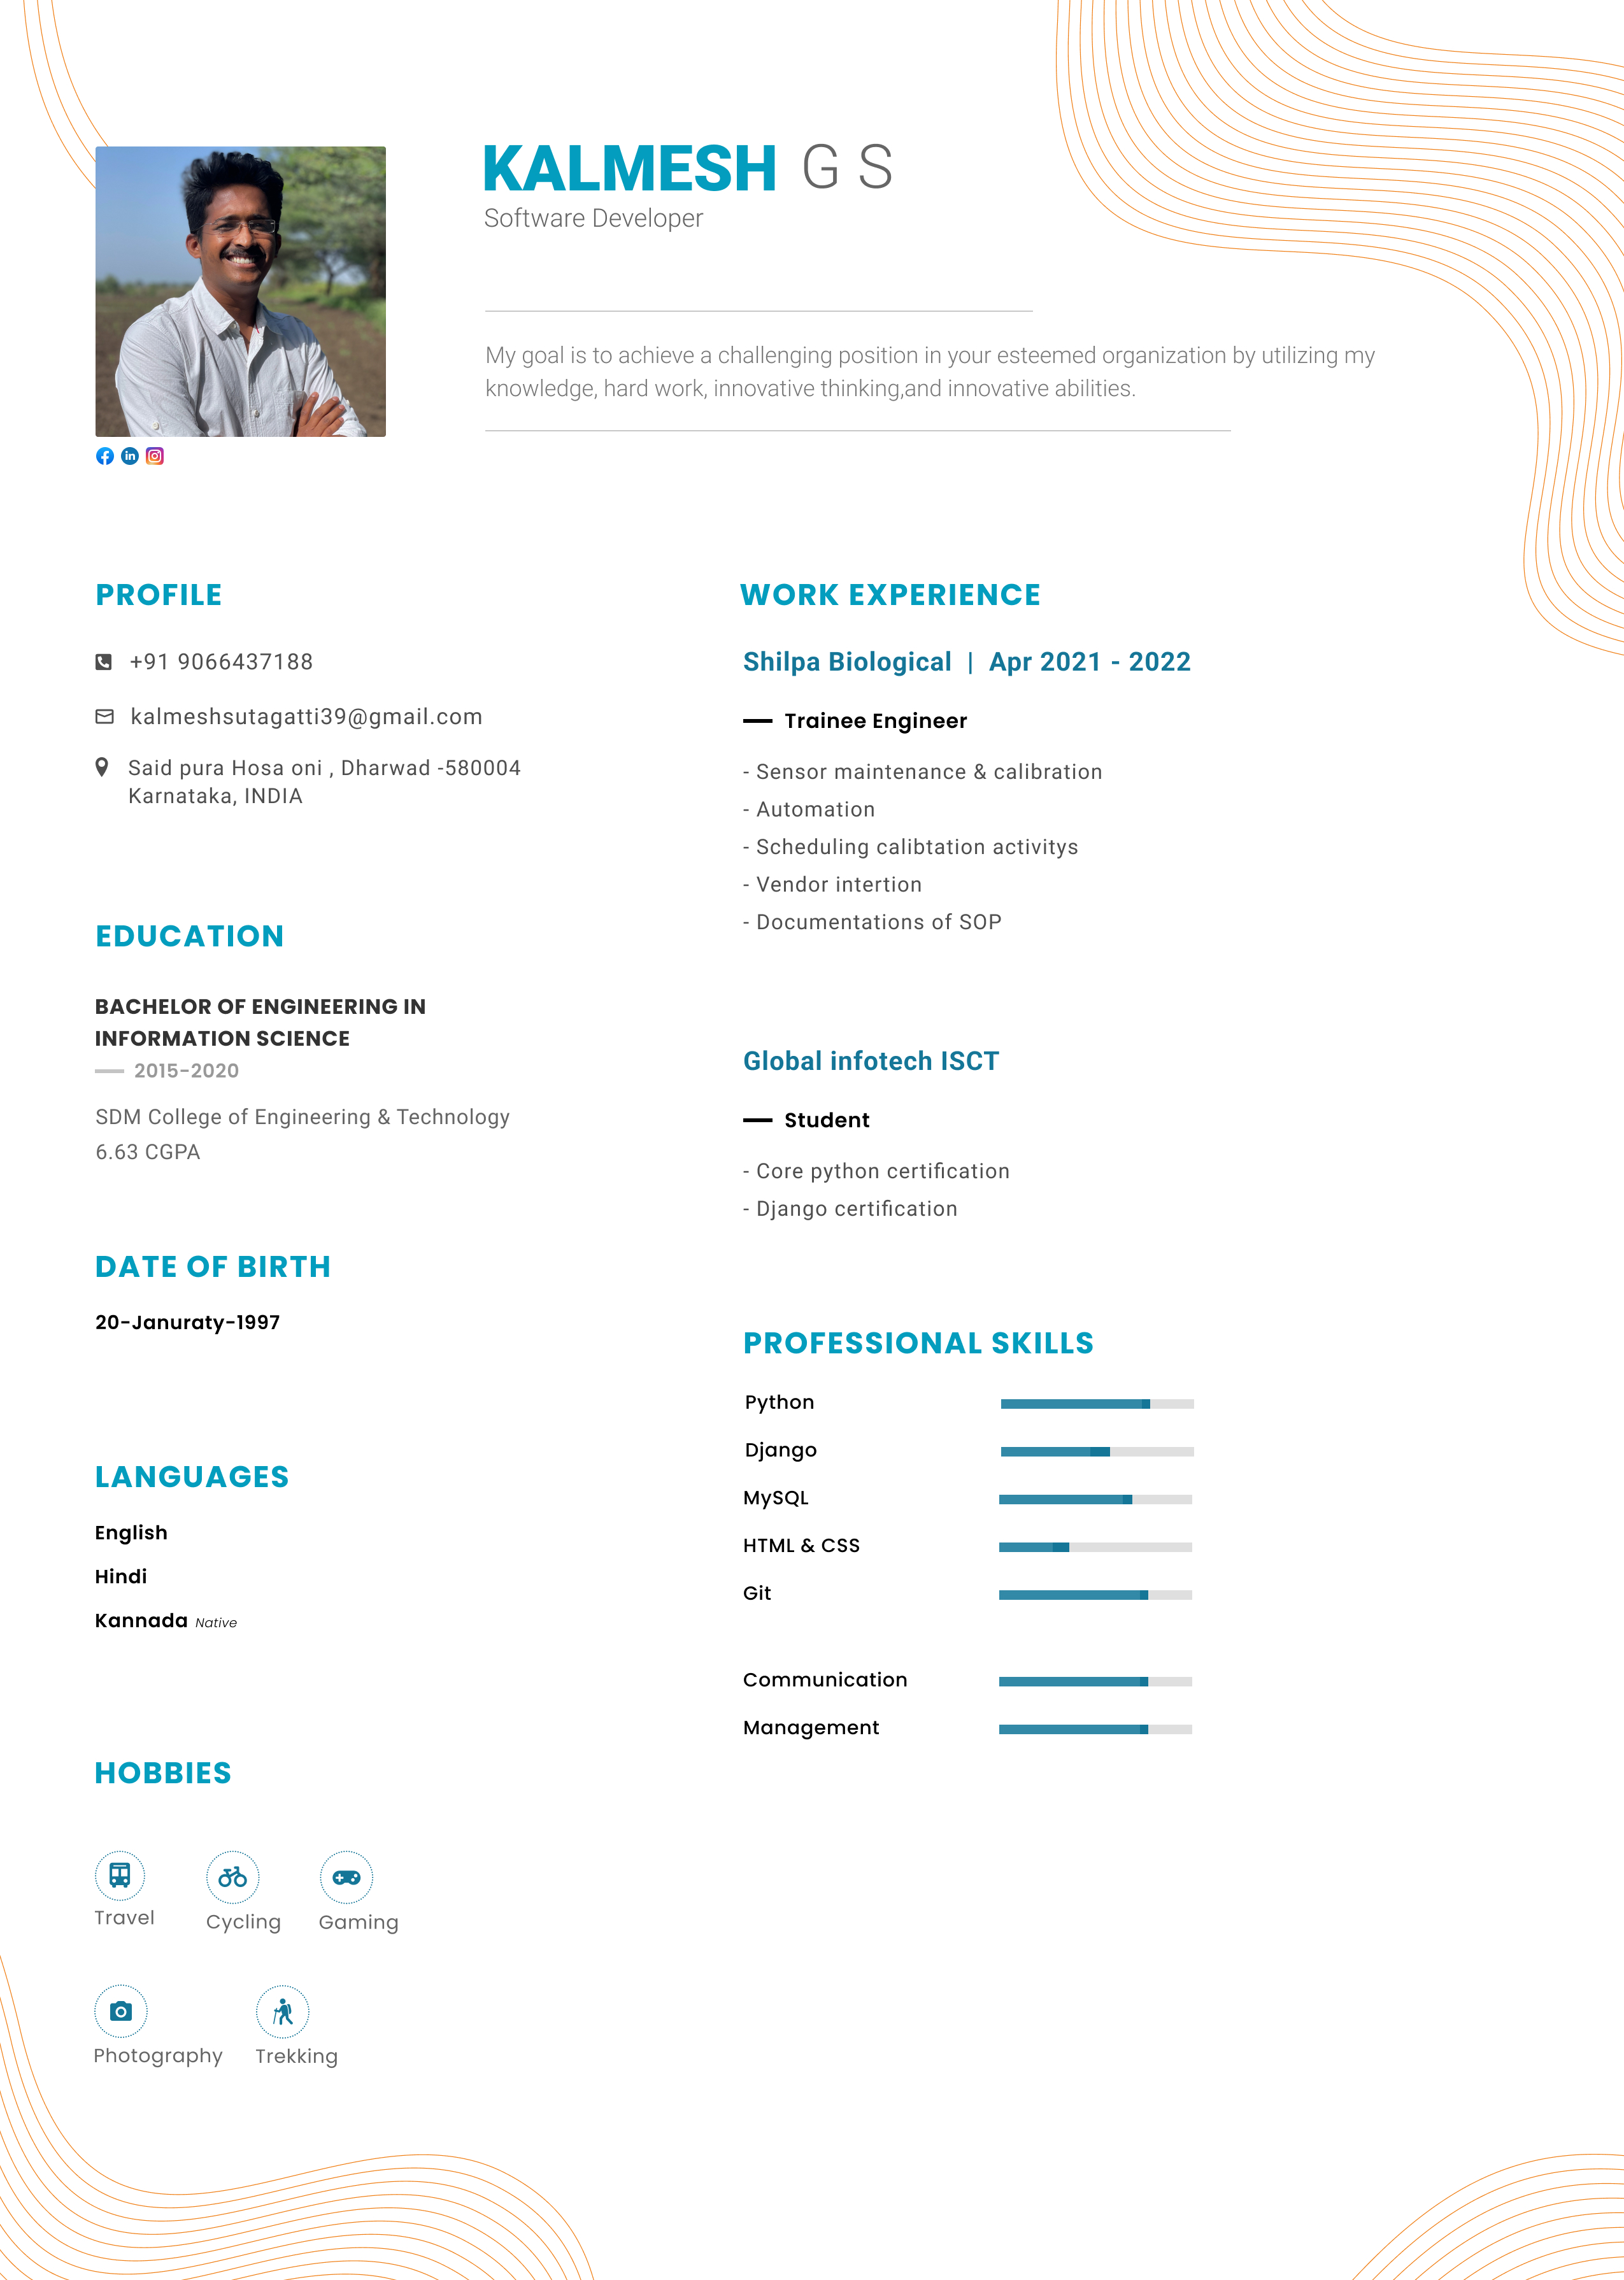 KALMESH G S
Software Developer
My goal is to achieve a challenging position in your esteemed organization by utilizing my
knowledge, hard work, innovative thinking,and innovative abilities.
PROFILE
+91 9066437188
kalmeshsutagatti39@gmail.com
Said pura Hosa oni , Dharwad -580004
Karnataka, INDIA
EDUCATION
BACHELOR OF ENGINEERING IN
INFORMATION SCIENCE
2015-2020
SDM College of Engineering & Technology
6.63 CGPA
DATE OF BIRTH
20-Januraty-1997
LANGUAGES
English
Hindi
Kannada Native
HOBBIES
Travel
Cycling
Gaming
Photography
Trekking
WORK EXPERIENCE
Shilpa Biological | Apr 2021 - 2022
Trainee Engineer
- Sensor maintenance & calibration
- Automation
- Scheduling calibtation activitys
- Vendor intertion
- Documentations of SOP
Global infotech ISCT
Student
- Core python certification
- Django certification
PROFESSIONAL SKILLS
Python
Django
MySQL
HTML & CSS
Git
Communication
Management